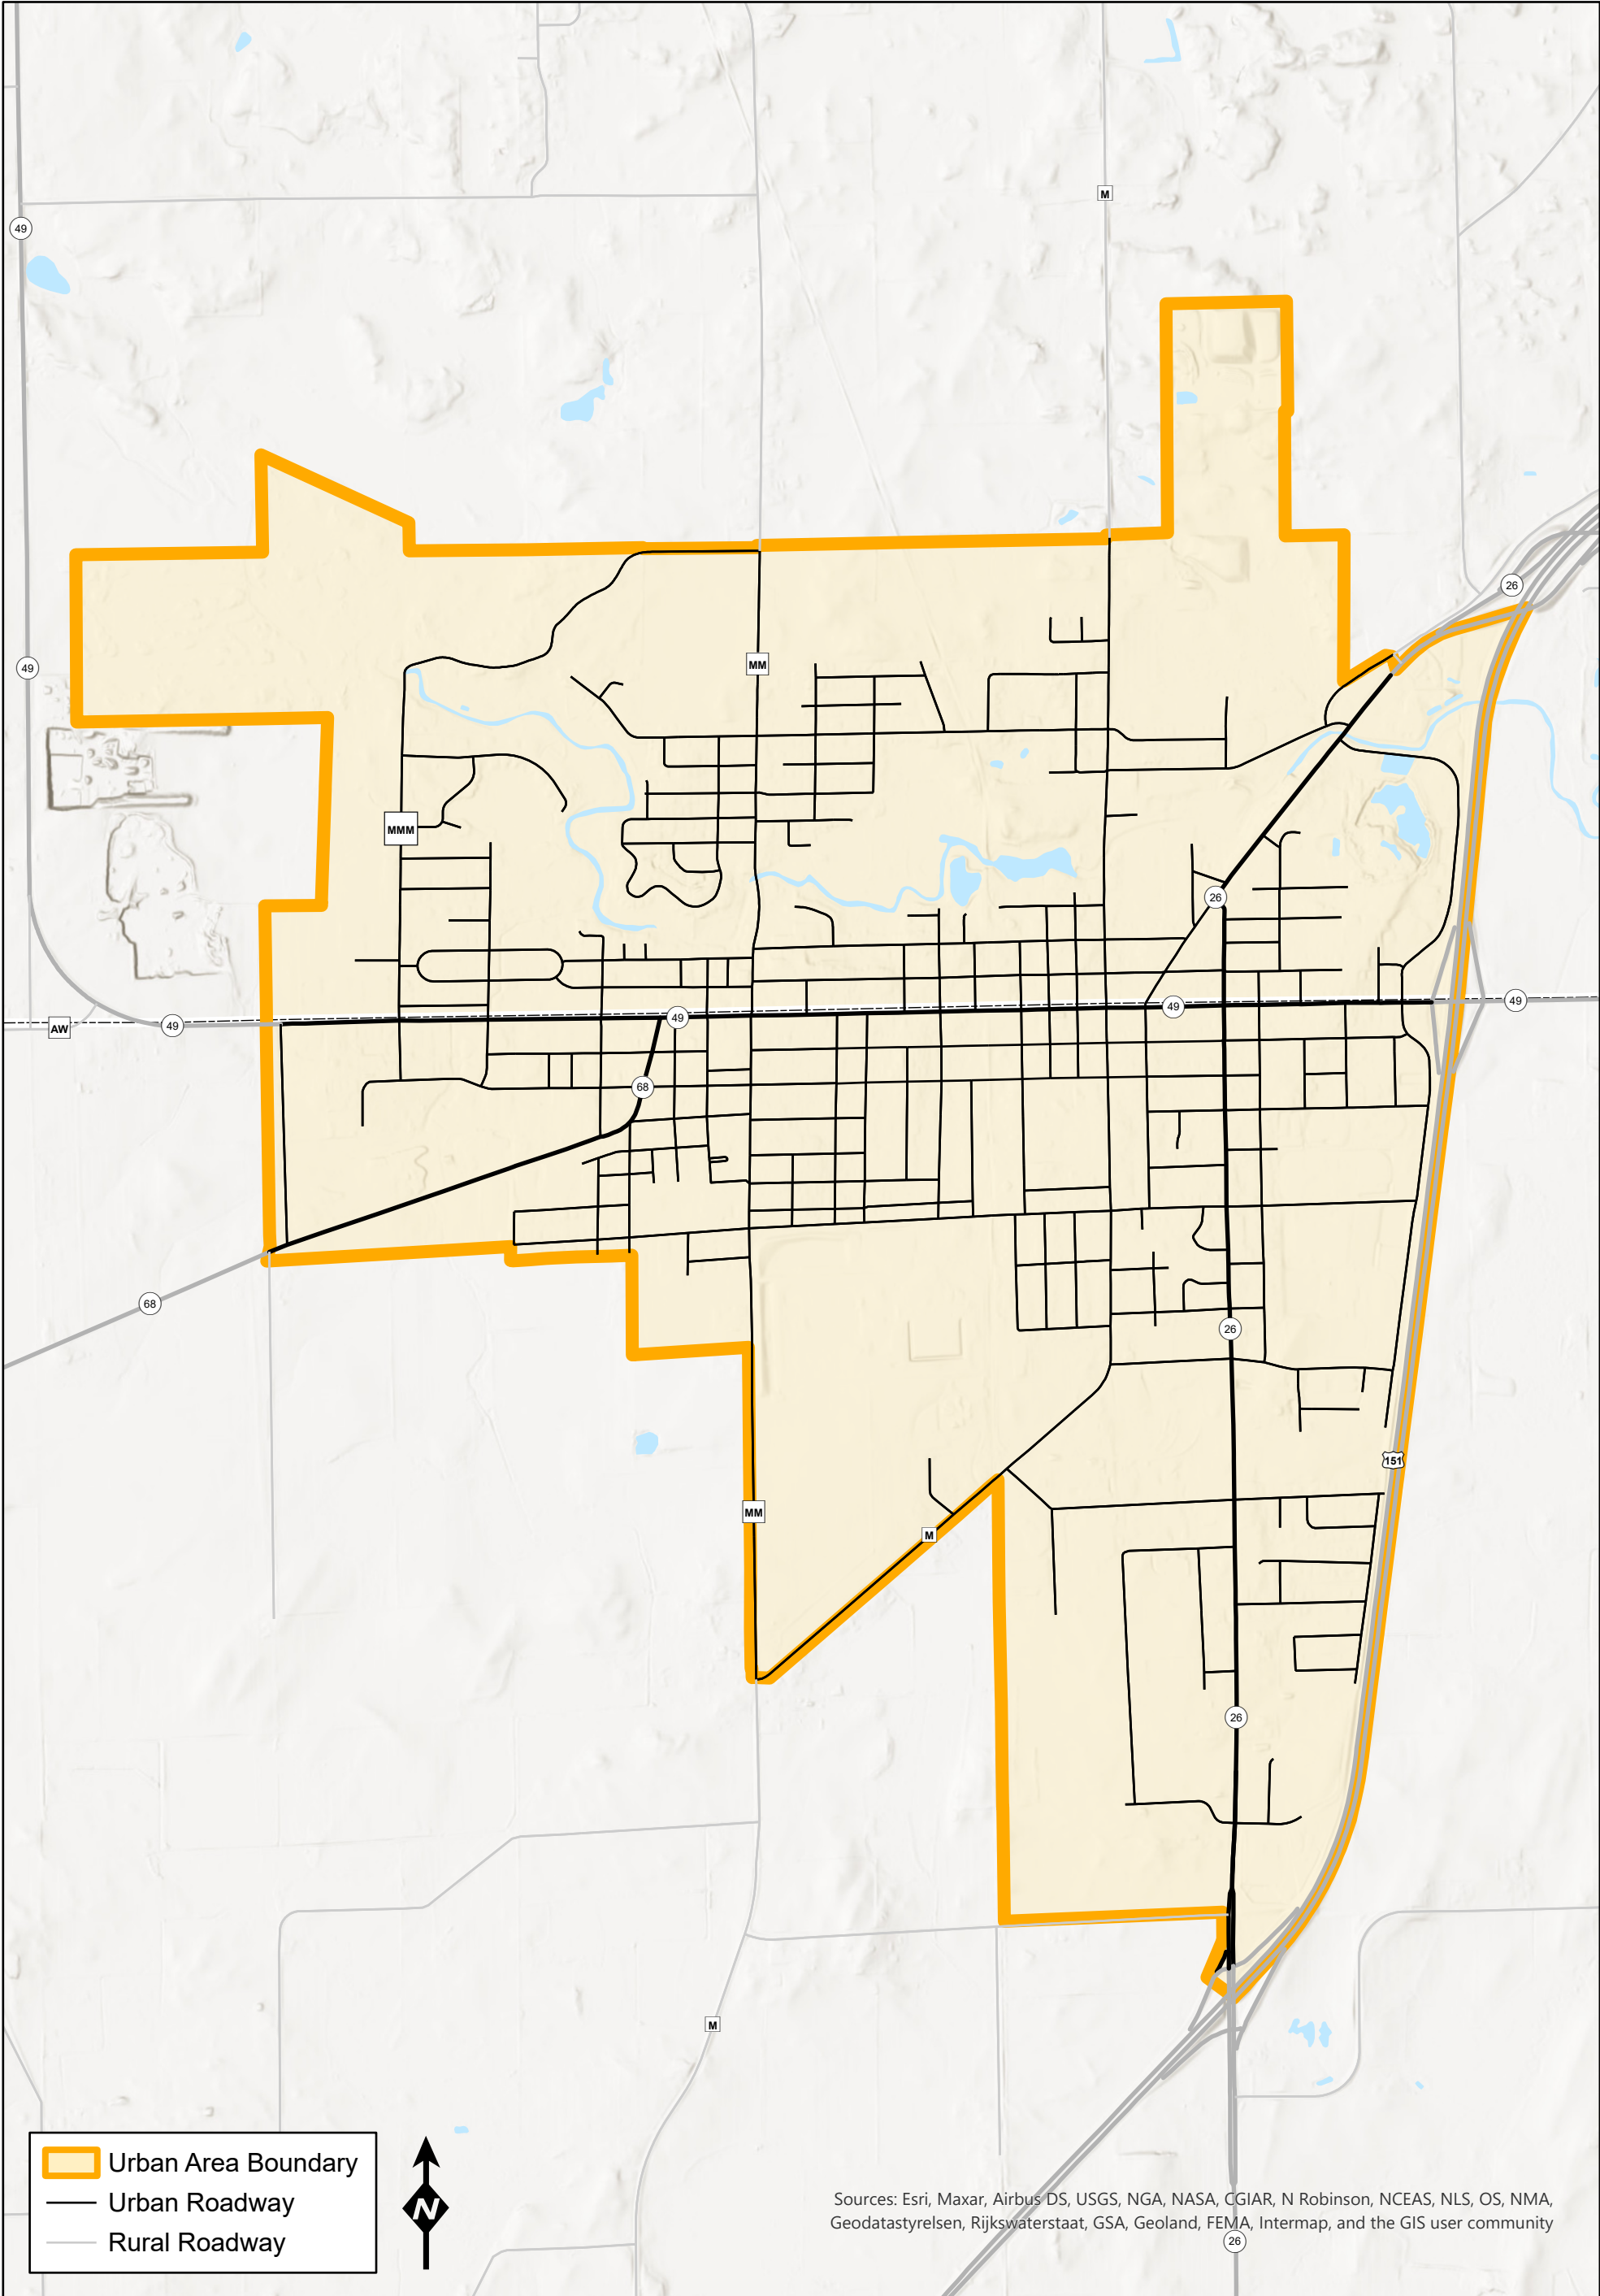 M
49
26
49
MM
MMM
26
49
49
49
49
AW
68
68
26
151
MM
M
26
M
26
Urban Area Boundary
Urban Roadway
Rural Roadway
N
Sources: Esri, Maxar, Airbus DS, USGS, NGA, NASA, CGIAR, N Robinson, NCEAS, NLS, OS, NMA,
Geodatastyrelsen, Rijkswaterstaat, GSA, Geoland, FEMA, Intermap, and the GIS user community